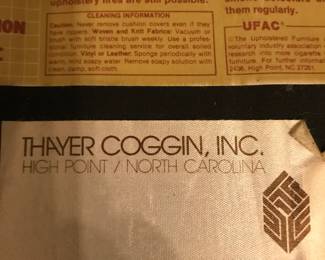 upholstery fires are still possible.
CLEANING INFORMATION
Caution: Never remove cushion covers even if they
have zippers. Woven and Knit Fabrics: Vacuum or
brush with soft bristle brush weekly. Use a profes-
sional furniture cleaning service for overall soiled
condition. Vinyl or Leather: Sponge periodically with
warm, mild soapy water. Remove soapy solution with
clean, damp, soft cloth.
them regularly.
UFAC
© The Upholstered Furniture
voluntary industry association
research into more cigarette
furniture. For further informat
2436, High Point, NC 27261.
THAYER COGGIN, INC.
HIGH POINT / NORTH CAROLINA